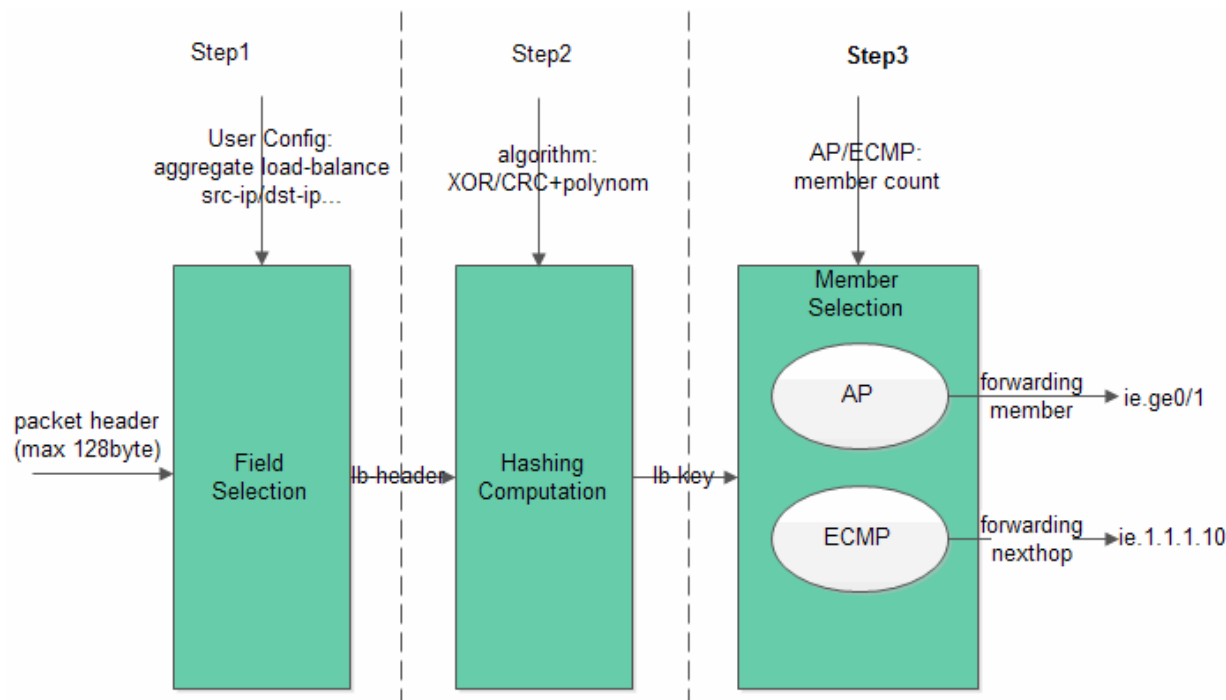 Step1
Step2
Step3
User Config:
aggregate load-balance
src-ip/dst-ip...
algorithm:
XOR/CRC+polynom
AP/ECMP:
member count
packet header
(max 128byte)
Field
Selection
lb-header
Hashing
Computation
lb-key
Member
Selection
AP
forwarding
member
ie.ge0/1
ECMP
forwarding
nexthop
ie.1.1.1.10